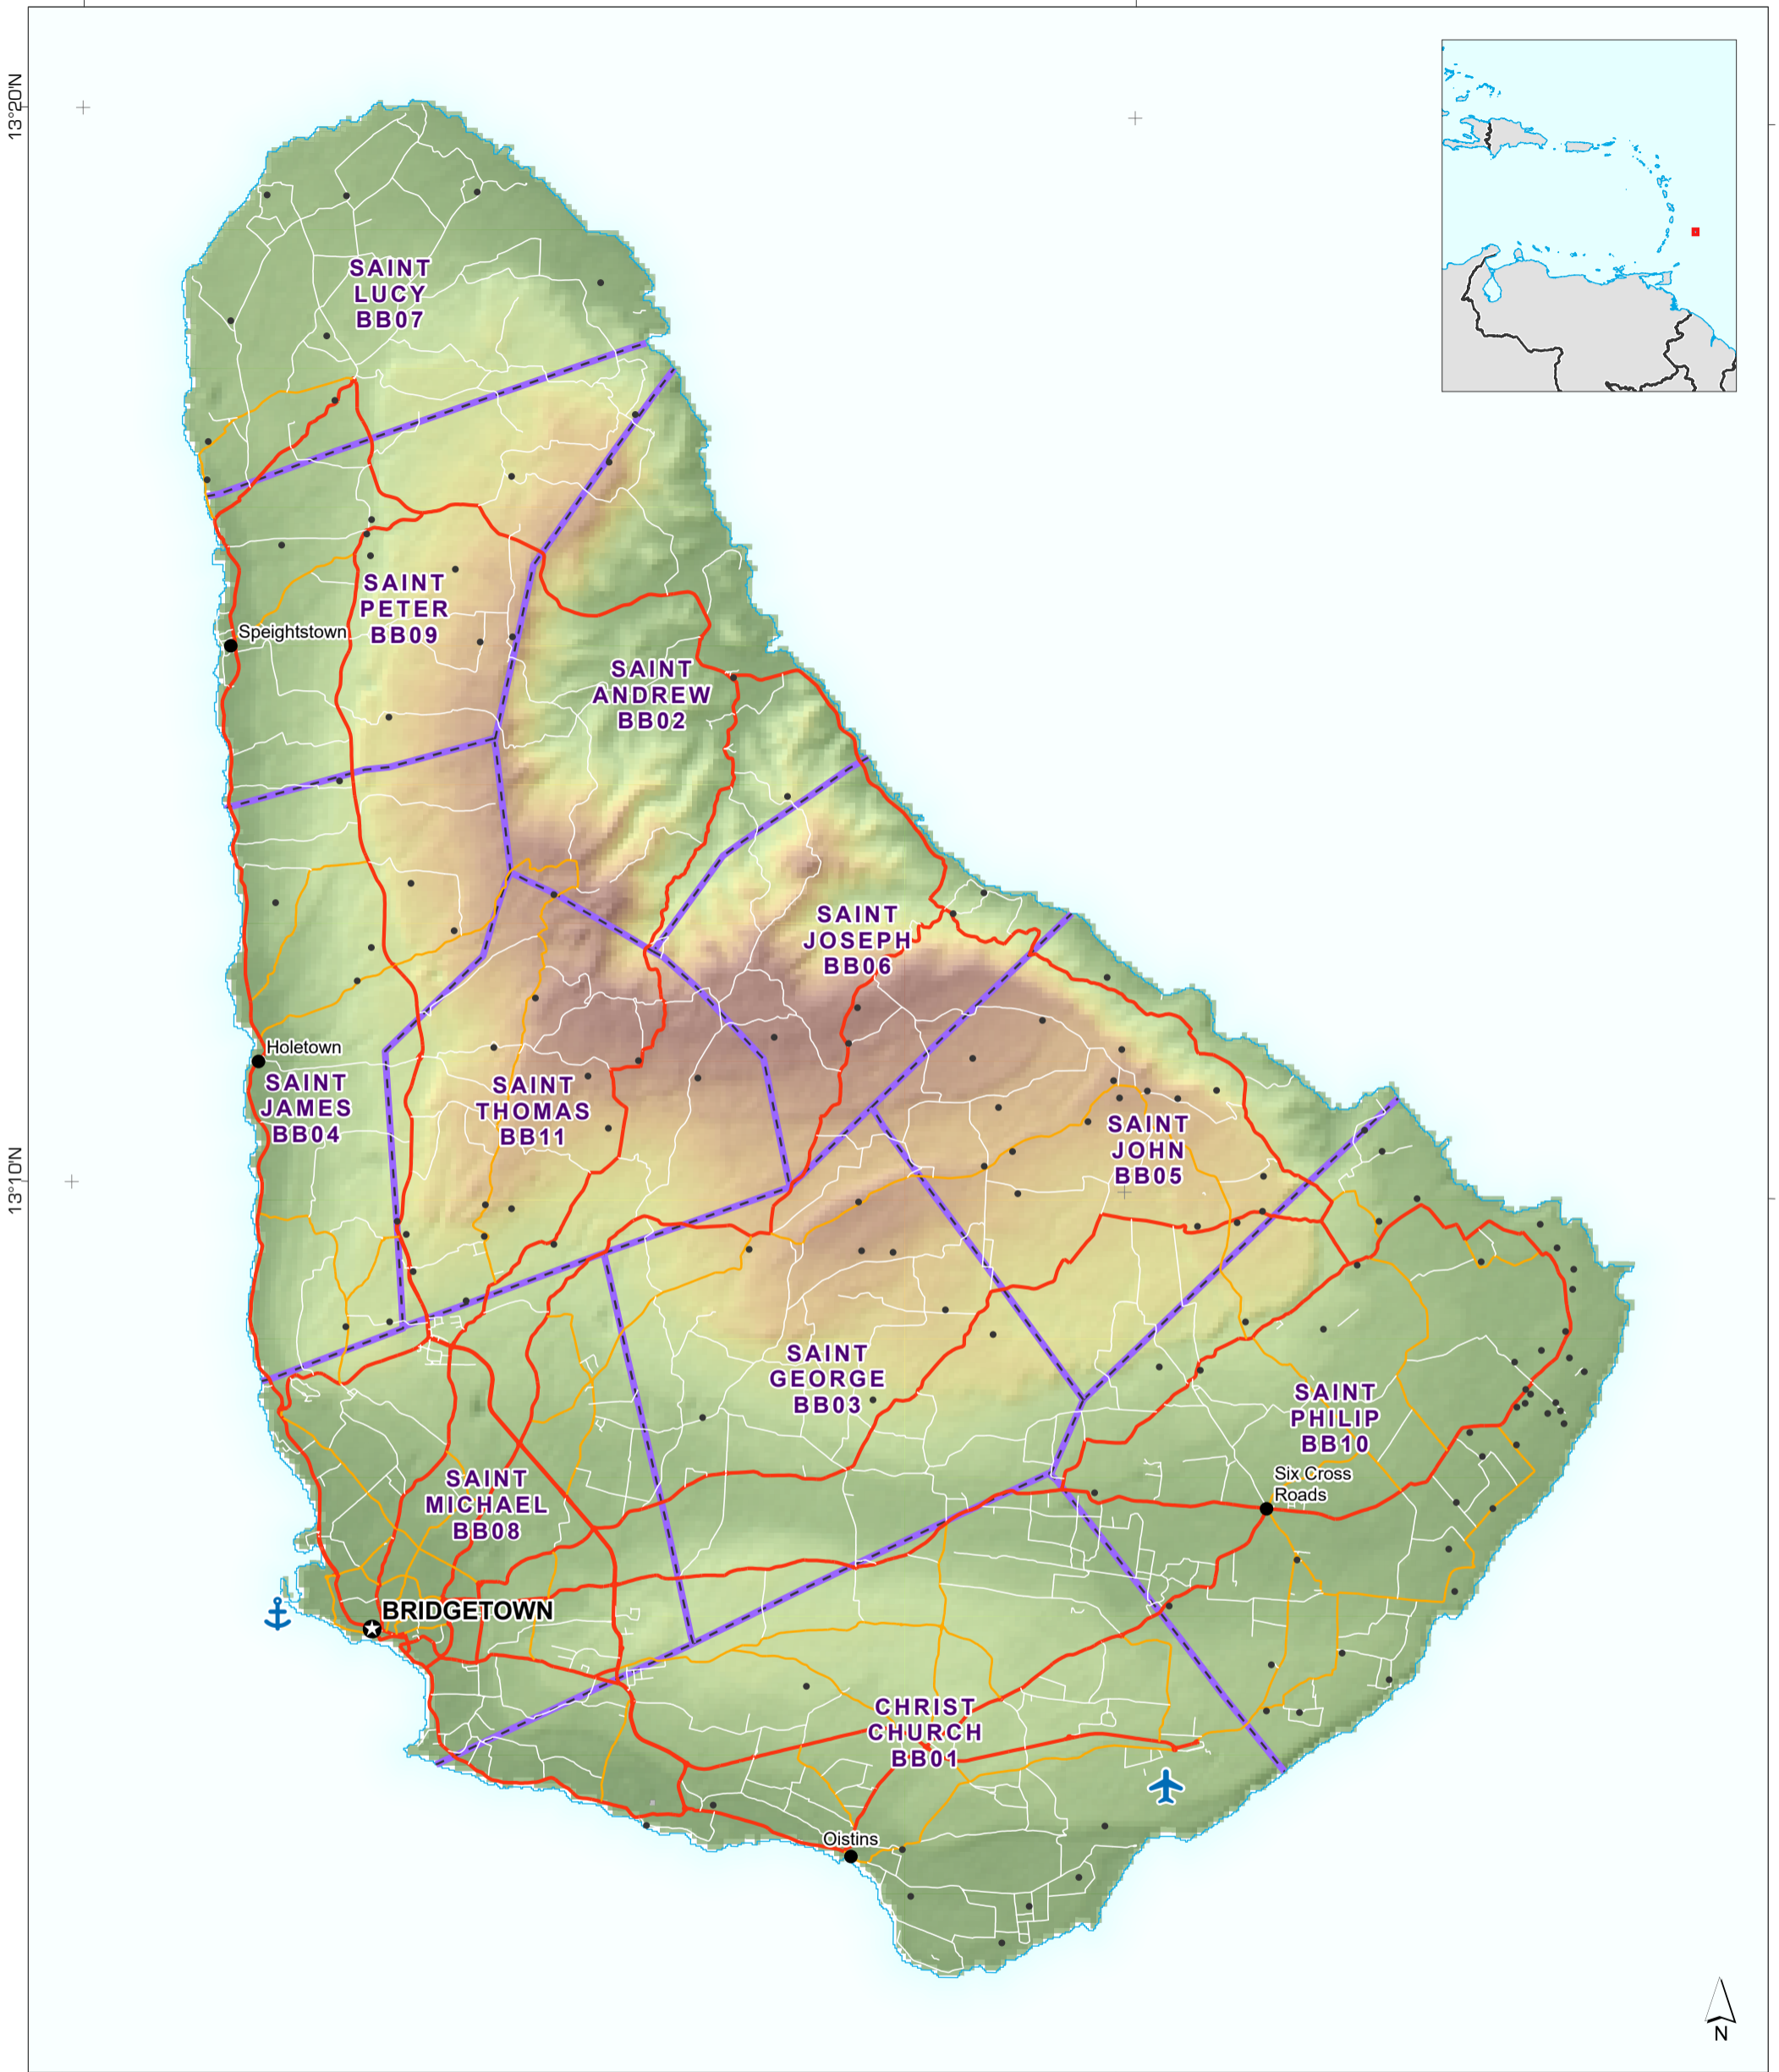 13°20'N
SAINT
LUCY
BB07
SAINT
PETER
BB09
Speightstown
SAINT
ANDREW
BB02
SAINT
JOSEPH
BB06
Holetown
SAINT
JAMES
BB04
SAINT
THOMAS
BB11
SAINT
JOHN
BB05
13°10'N
SAINT
GEORGE
BB03
SAINT
PHILIP
BB10
Six Cross
Roads
SAINT
MICHAEL
BB08
BRIDGETOWN
CHRIST
CHURCH
BB01
Oistins
N